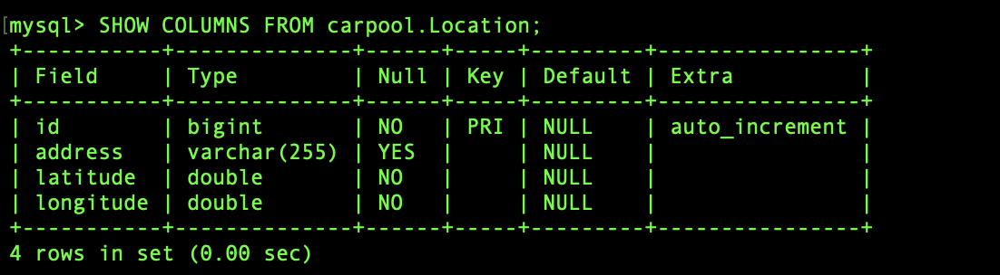 [mysql> SHOW COLUMNS FROM carpool.Location;
+-----------+--------------+------+-----+---------+----------------+
| Field     | Type         | Null | Key | Default | Extra          |
+-----------+--------------+------+-----+---------+----------------+
| id        | bigint       | NO   | PRI | NULL    | auto_increment |
| address   | varchar(255) | YES  |     | NULL    |                |
| latitude  | double       | NO   |     | NULL    |                |
| longitude | double       | NO   |     | NULL    |                |
+-----------+--------------+------+-----+---------+----------------+
4 rows in set (0.00 sec)